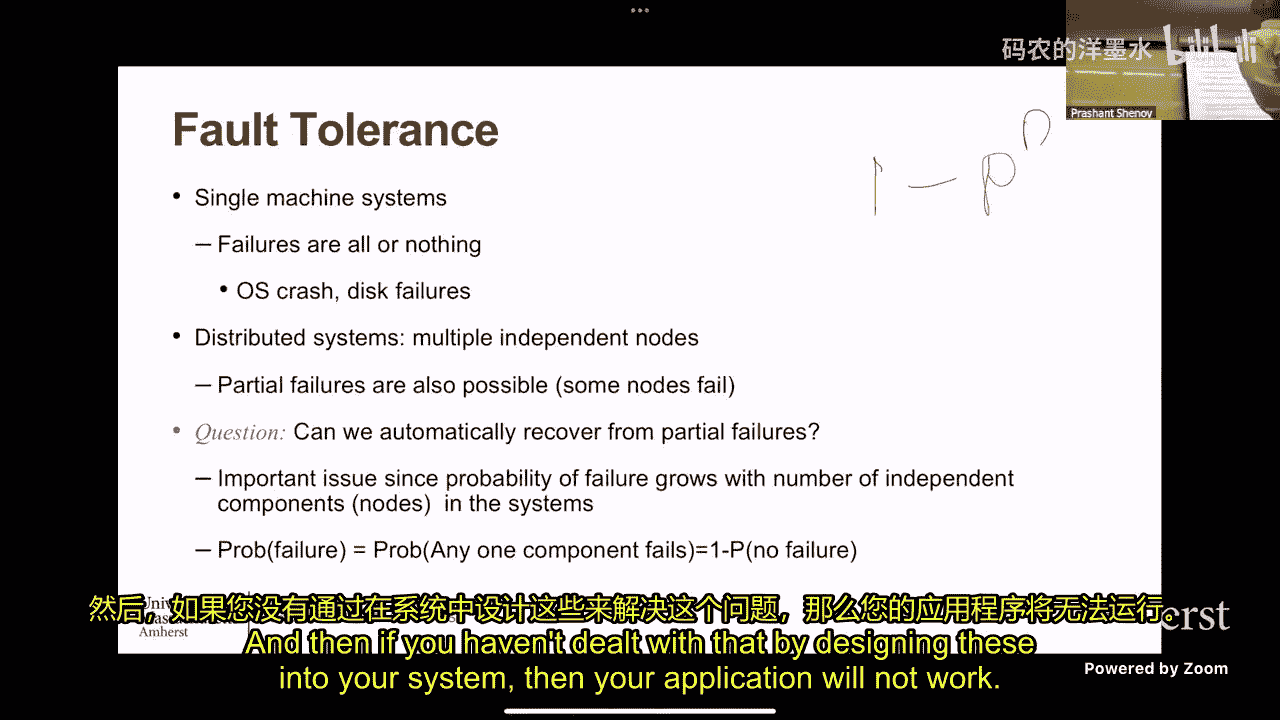 码农的洋墨水 bilibili
Prashant Shenoy
Fault Tolerance
1 - p^n
• Single machine systems
– Failures are all or nothing
• OS crash, disk failures
• Distributed systems: multiple independent nodes
– Partial failures are also possible (some nodes fail)
• Question: Can we automatically recover from partial failures?
– Important issue since probability of failure grows with number of independent
components (nodes) in the systems
– Prob(failure) = Prob(Any one component fails)=1-P(no failure)
然后，如果您没有通过在系统中设计这些来解决这个问题，那么您的应用程序将无法运行。
Amherst
And then if you haven't dealt with that by designing these
into your system, then your application will not work.
Powered by Zoom